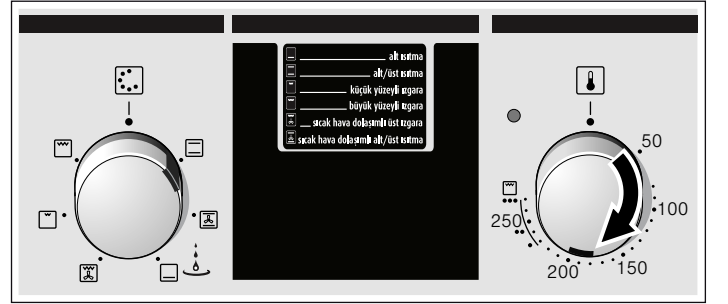 alt ısıtma
alt/üst ısıtma
küçük yüzeyli ızgara
büyük yüzeyli ızgara
sıcak hava dolaşımlı üst ızgara
sıcak hava dolaşımlı alt/üst ısıtma
50
100
150
200
250